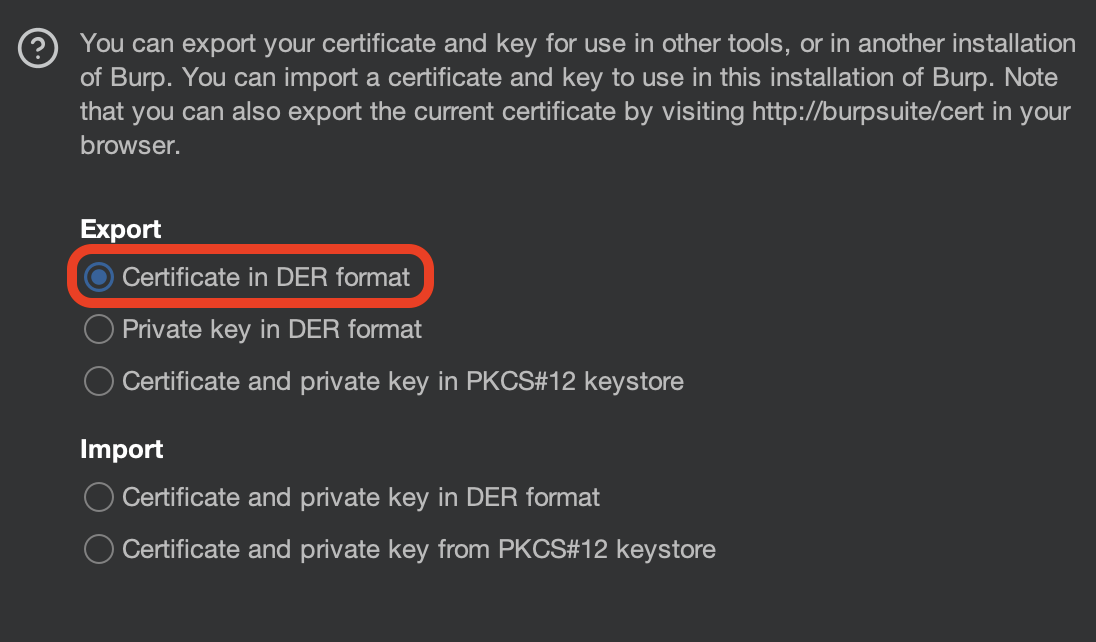 You can export your certificate and key for use in other tools, or in another installation
of Burp. You can import a certificate and key to use in this installation of Burp. Note
that you can also export the current certificate by visiting http://burpsuite/cert in your
browser.
Export
Certificate in DER format
Private key in DER format
Certificate and private key in PKCS#12 keystore
Import
Certificate and private key in DER format
Certificate and private key from PKCS#12 keystore